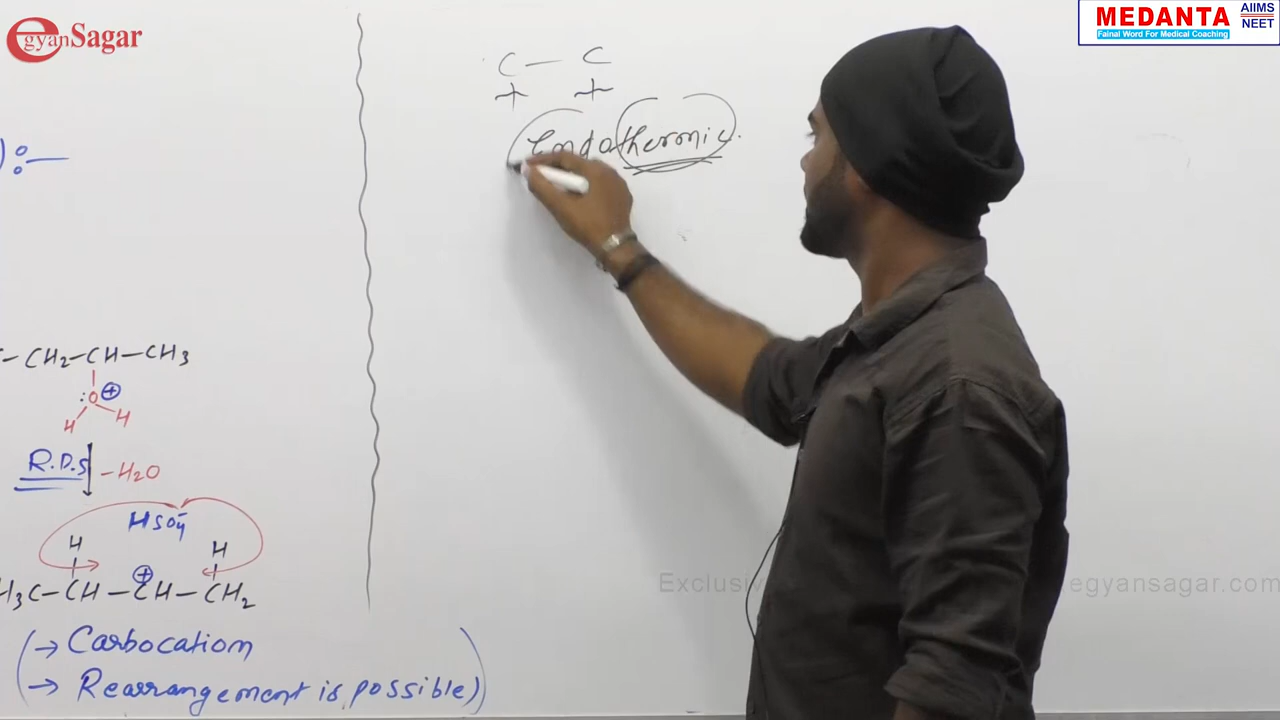 egyanSagar
MEDANTA AIIMS
NEET
Fainal Word For Medical Coaching
C — C
+ +
Endothermic.
) :—
— CH2 — CH — CH3
:O ⊕
H H
R.D.S — H2O
HSO4⁻
H H
H3C — CH — CH — CH2
⊕
(→ Carbocation
→ Rearrangement is possible)
Exclusiv egyansagar.com